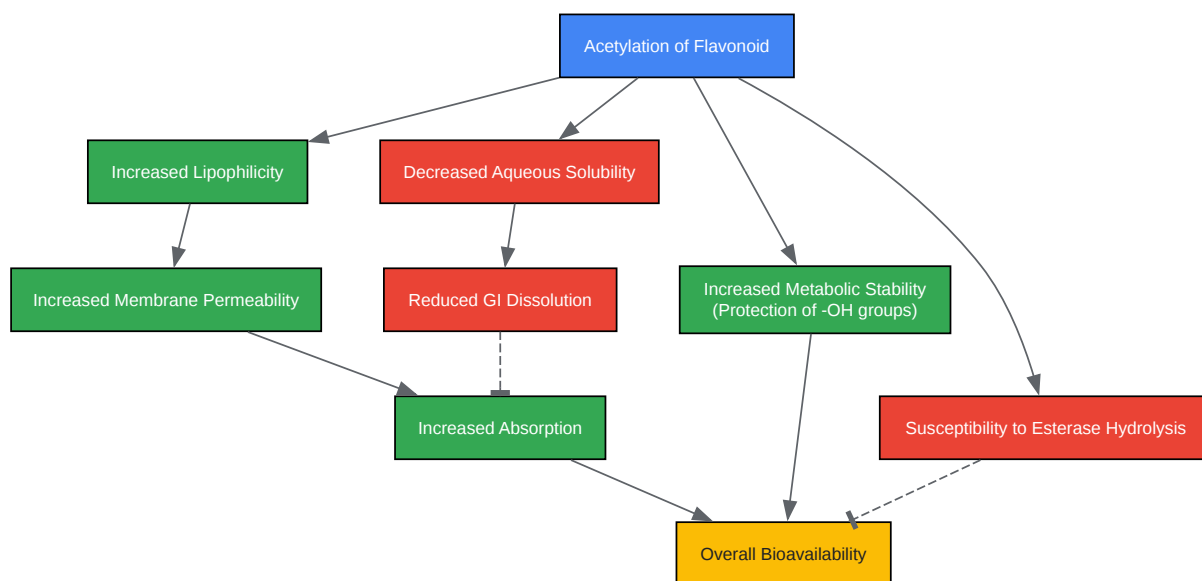 Acetylation of Flavonoid
Increased Lipophilicity
Decreased Aqueous Solubility
Increased Membrane Permeability
Reduced GI Dissolution
Increased Metabolic Stability
(Protection of -OH groups)
Increased Absorption
Susceptibility to Esterase Hydrolysis
Overall Bioavailability